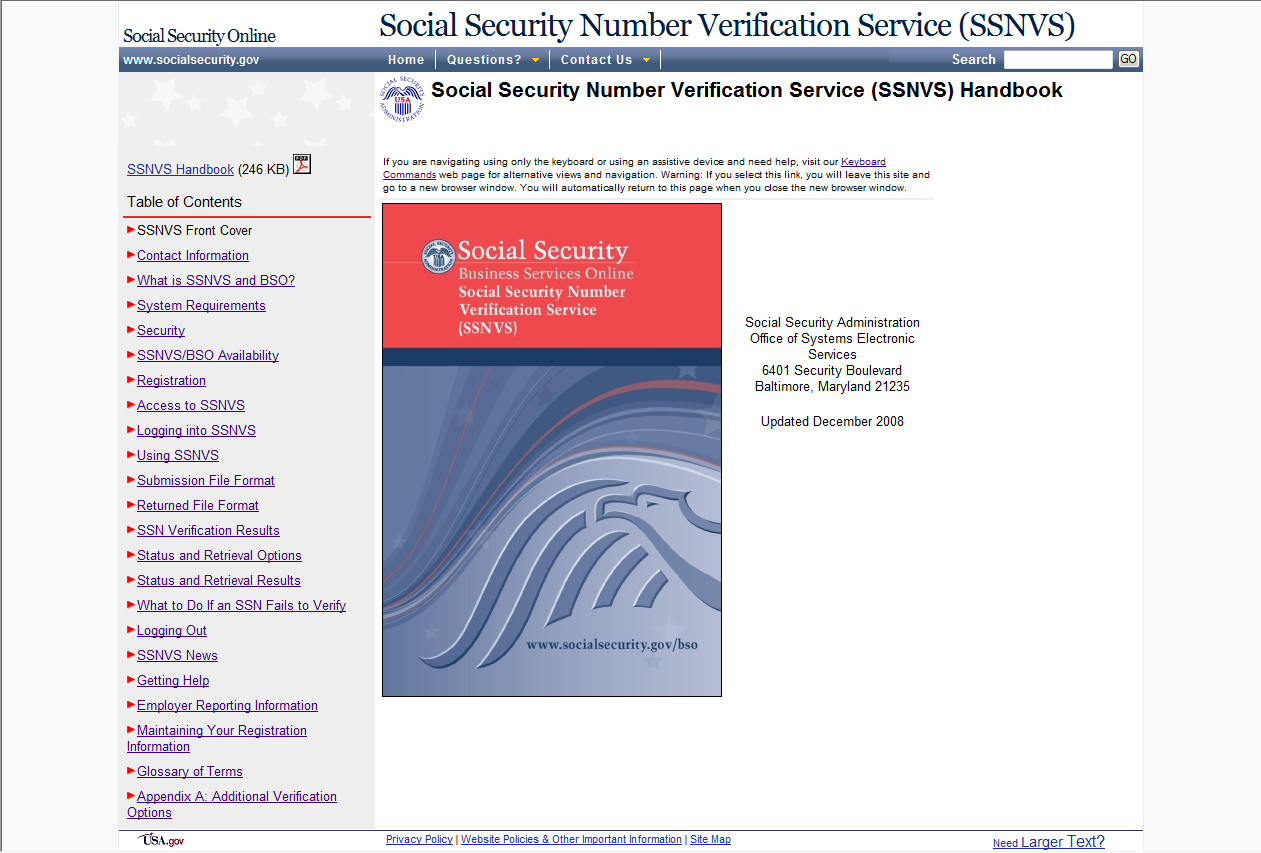 Social Security Online
Social Security Number Verification Service (SSNVS)
www.socialsecurity.gov
Home
Questions?
Contact Us
Search
GO
SOCIAL SECURITY ADMINISTRATION
USA
Social Security Number Verification Service (SSNVS) Handbook
SSNVS Handbook (246 KB)
PDF
Table of Contents
SSNVS Front Cover
Contact Information
What is SSNVS and BSO?
System Requirements
Security
SSNVS/BSO Availability
Registration
Access to SSNVS
Logging into SSNVS
Using SSNVS
Submission File Format
Returned File Format
SSN Verification Results
Status and Retrieval Options
Status and Retrieval Results
What to Do If an SSN Fails to Verify
Logging Out
SSNVS News
Getting Help
Employer Reporting Information
Maintaining Your Registration
Information
Glossary of Terms
Appendix A: Additional Verification
Options
If you are navigating using only the keyboard or using an assistive device and need help, visit our Keyboard
Commands web page for alternative views and navigation. Warning: If you select this link, you will leave this site and
go to a new browser window. You will automatically return to this page when you close the new browser window.
Social Security
Business Services Online
Social Security Number
Verification Service
(SSNVS)
www.socialsecurity.gov/bso
Social Security Administration
Office of Systems Electronic
Services
6401 Security Boulevard
Baltimore, Maryland 21235
Updated December 2008
USA.gov
Privacy Policy | Website Policies & Other Important Information | Site Map
Need Larger Text?